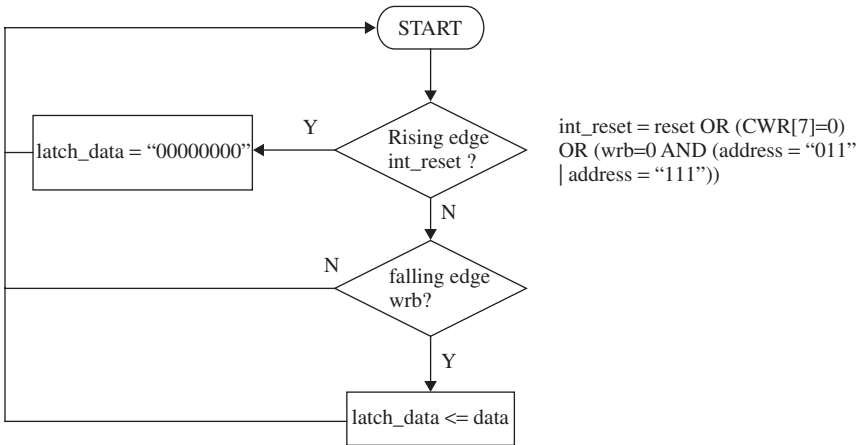 START
Y
Rising edge
int_reset ?
latch_data = “00000000”
int_reset = reset OR (CWR[7]=0)
OR (wrb=0 AND (address = “011”
| address = “111”))
N
N
falling edge
wrb?
Y
latch_data <= data